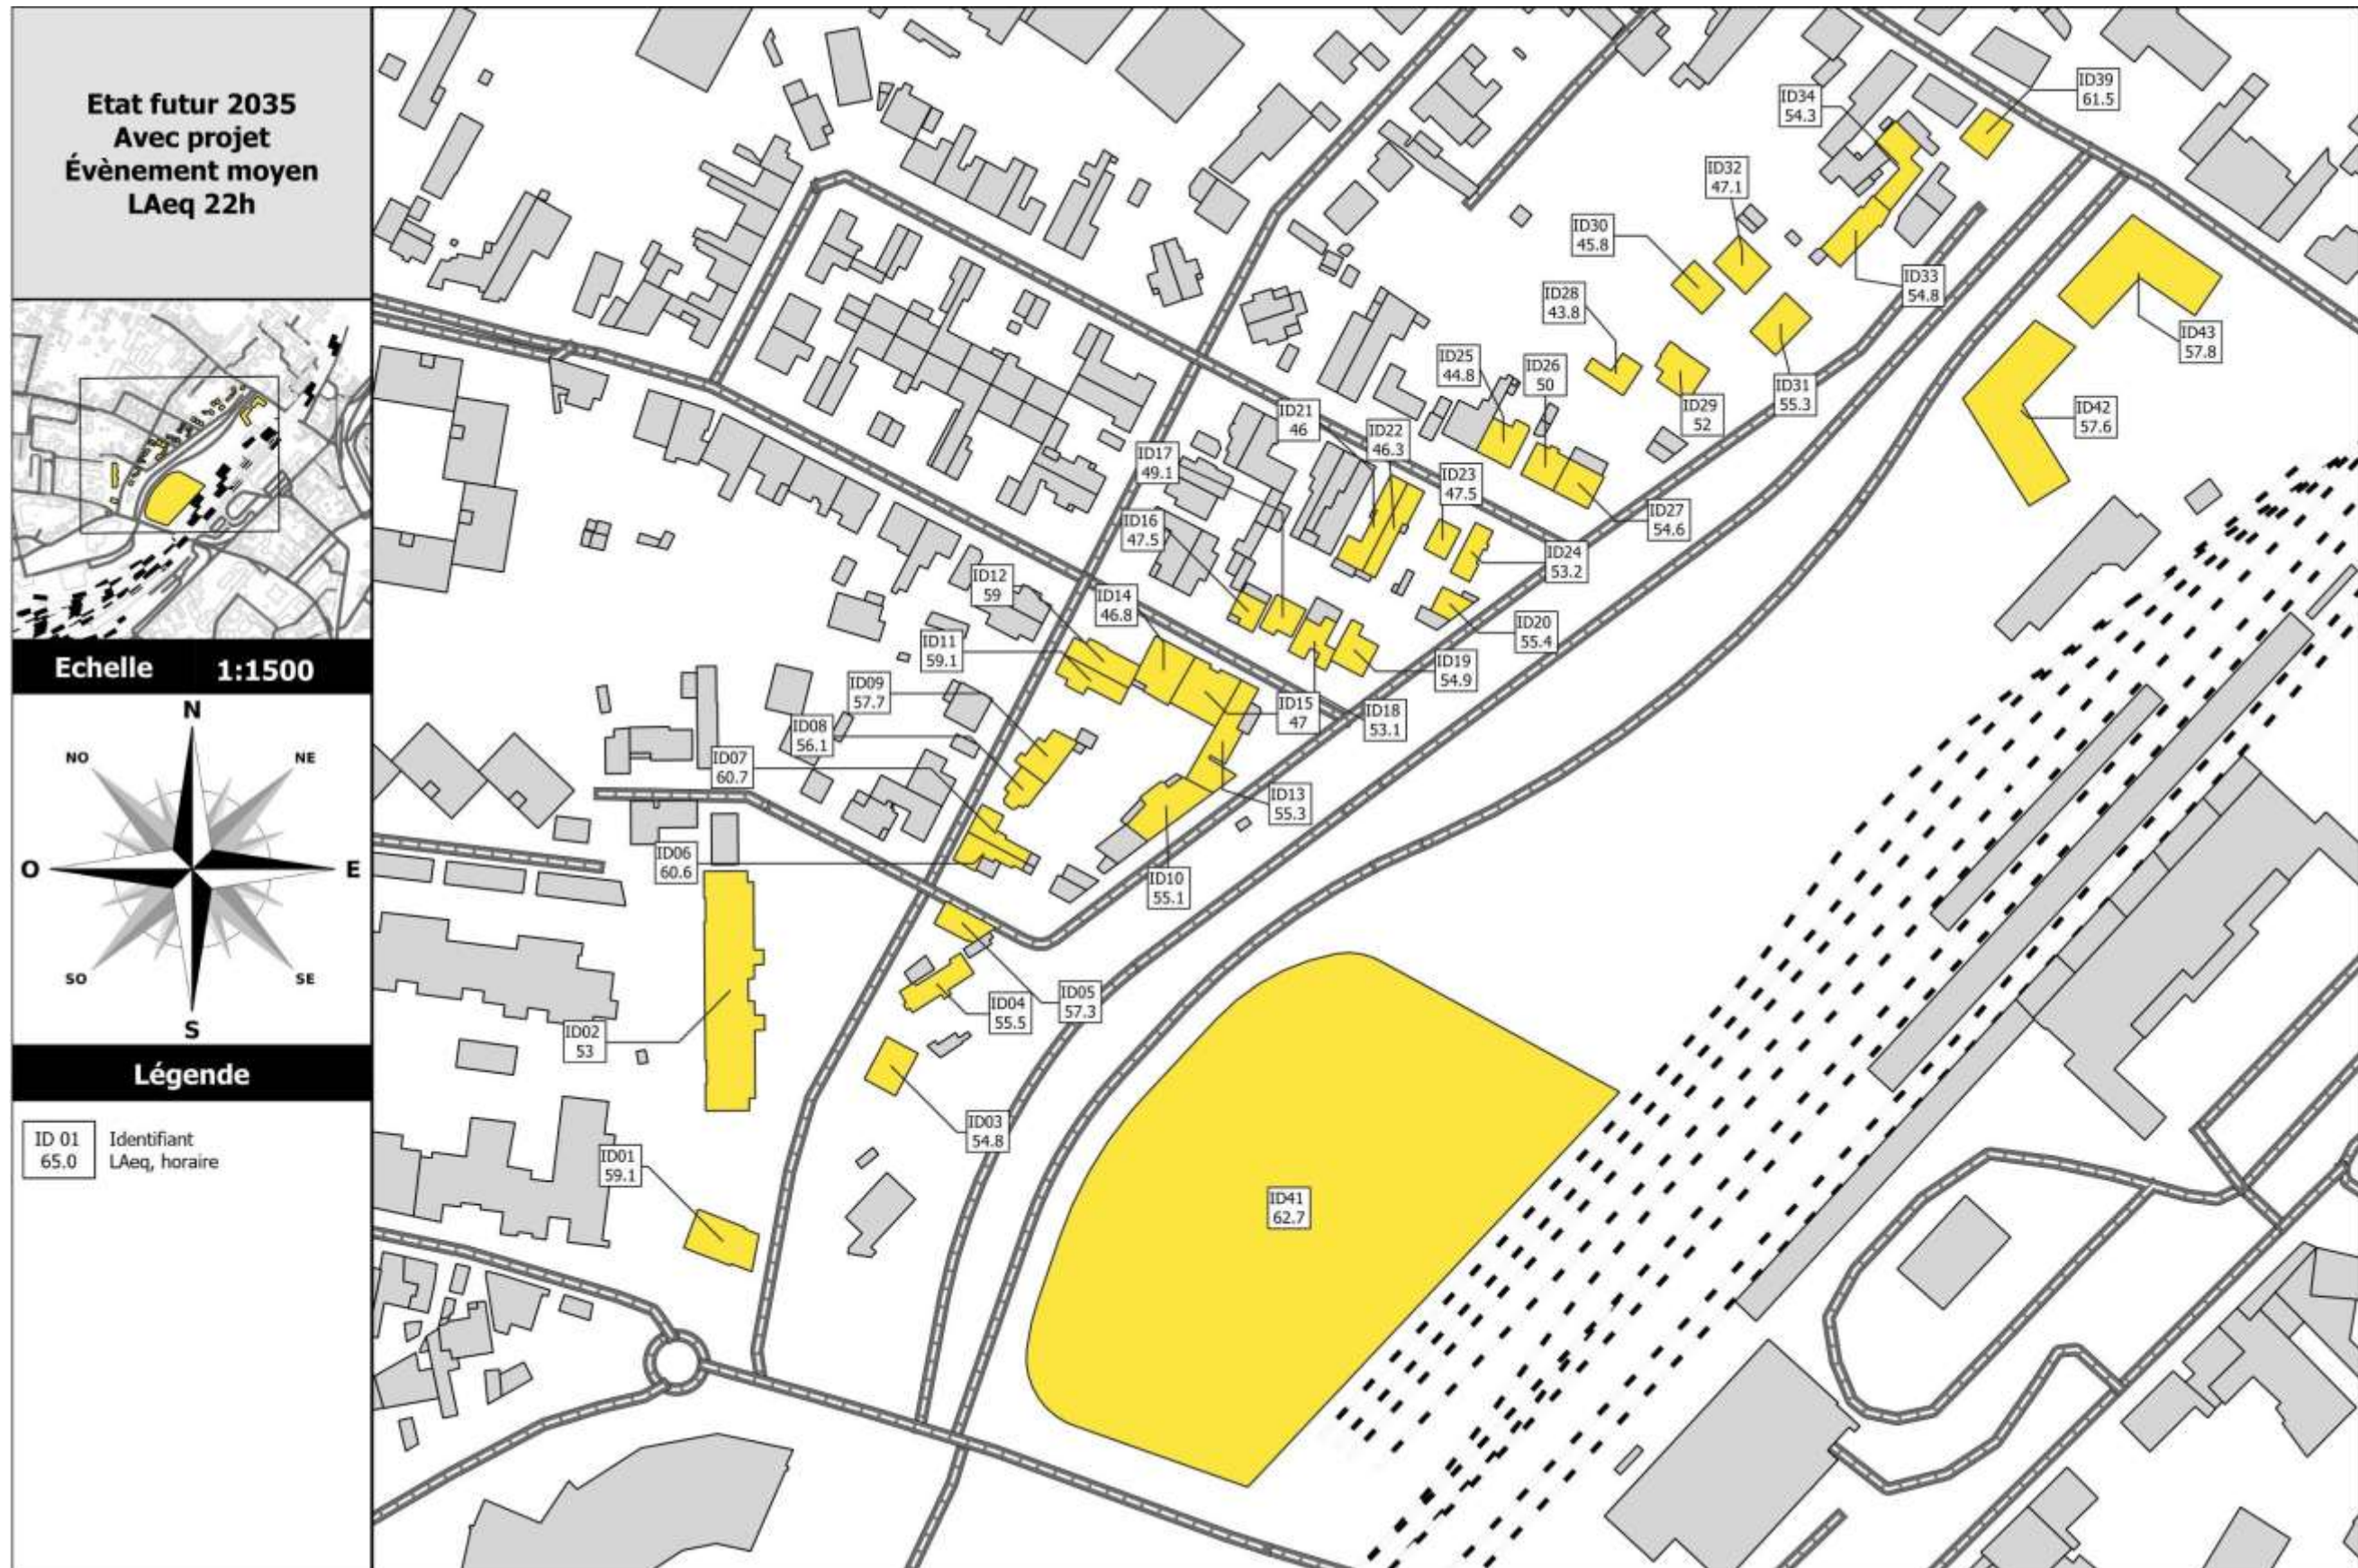 Etat futur 2035
Avec projet
Évènement moyen
LAeq 22h
Echelle 1:1500
N
NO
NE
O
E
SO
SE
S
Légende
ID 01
65.0
Identifiant
LAeq, horaire
ID39
61.5
ID34
54.3
ID32
47.1
ID30
45.8
ID33
54.8
ID28
43.8
ID43
57.8
ID25
44.8
ID26
50
ID31
55.3
ID29
52
ID42
57.6
ID21
46
ID22
46.3
ID17
49.1
ID23
47.5
ID27
54.6
ID16
47.5
ID24
53.2
ID12
59
ID14
46.8
ID20
55.4
ID11
59.1
ID19
54.9
ID09
57.7
ID15
47
ID18
53.1
ID08
56.1
ID07
60.7
ID13
55.3
ID06
60.6
ID10
55.1
ID05
57.3
ID04
55.5
ID02
53
ID03
54.8
ID01
59.1
ID41
62.7